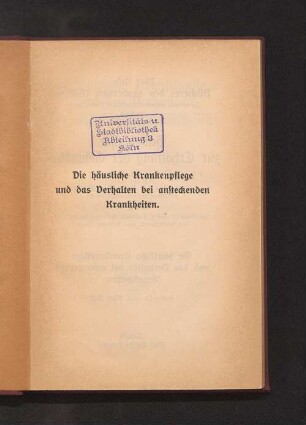 Universitäts u.
Stadtbibliothek
Abteilung 3
Köln
Die häusliche Krankenpflege
und das Verhalten bei ansteckenden
Krankheiten.